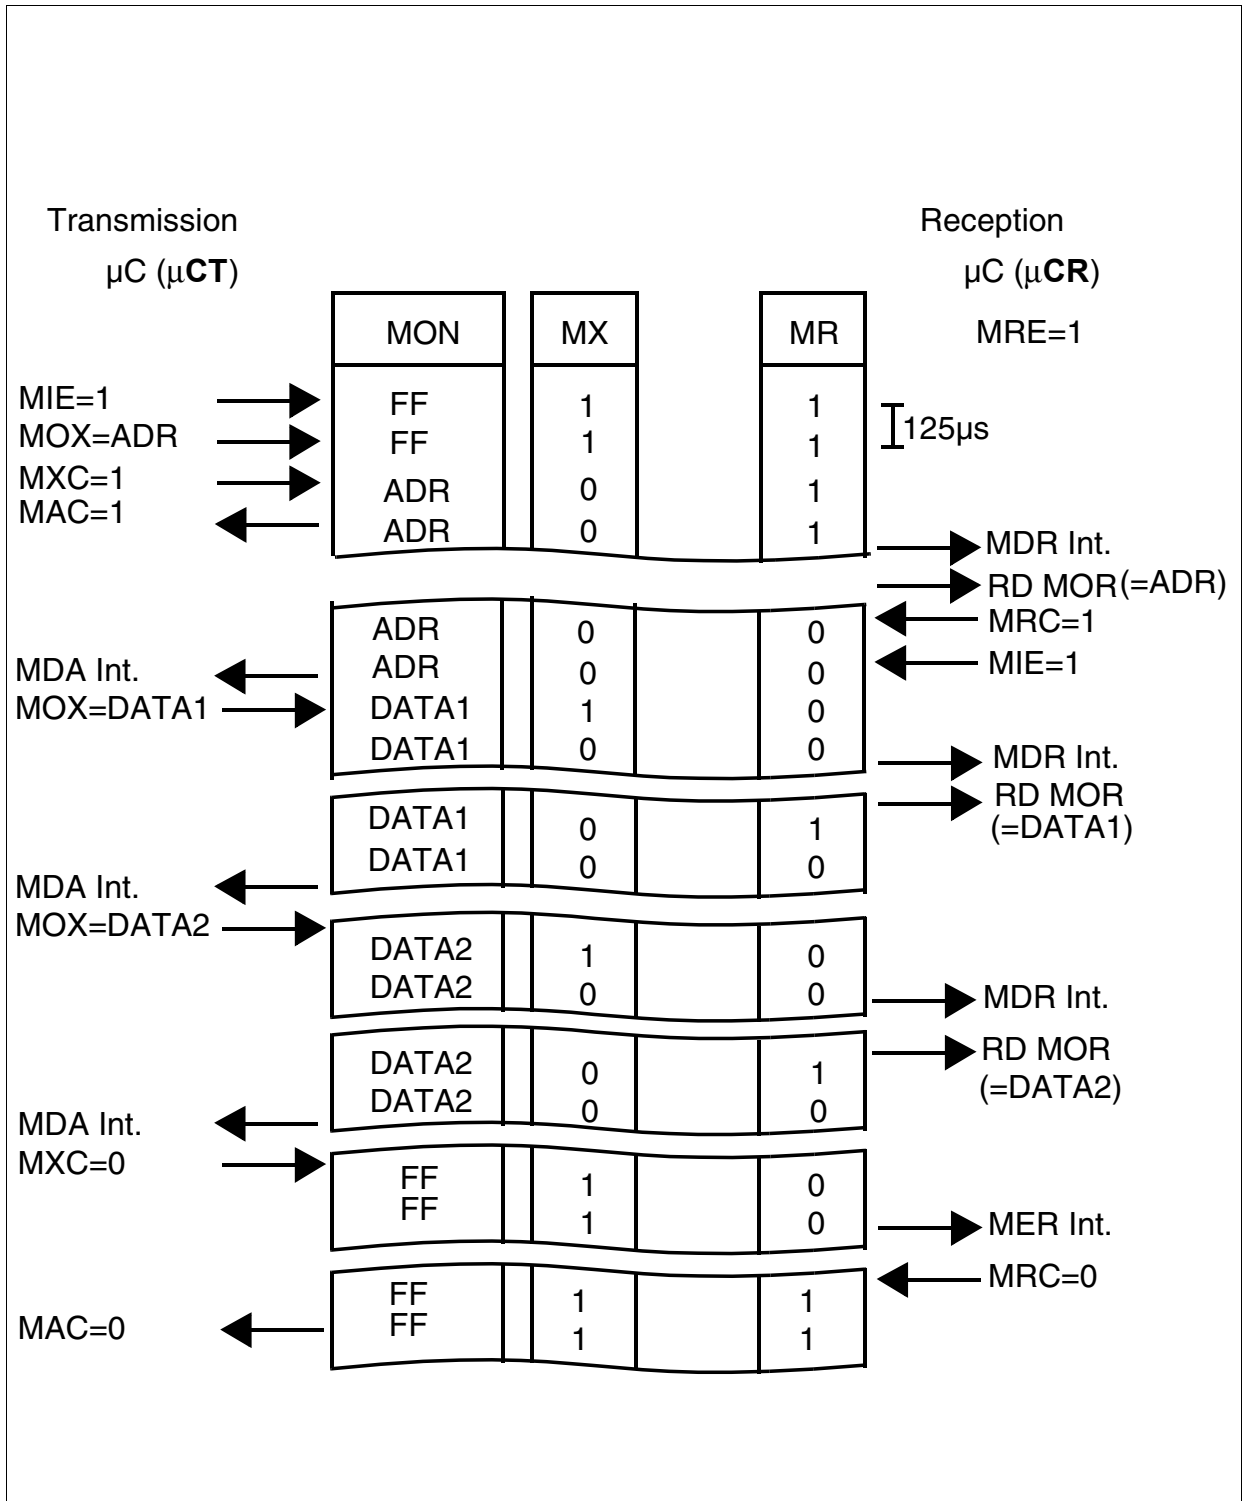 Transmission Reception
µC (µCT) µC (µCR)
MON MX MR MRE=1
MIE=1 FF 1 1
125µs
MOX=ADR FF 1 1
MXC=1 ADR 0 1
MAC=1 ADR 0 1
MDR Int.
RD MOR(=ADR)
ADR 0 0 MRC=1
MDA Int. ADR 0 0 MIE=1
MOX=DATA1 DATA1 1 0
DATA1 0 0 MDR Int.
RD MOR
DATA1 0 1 (=DATA1)
DATA1 0 0
MDA Int.
MOX=DATA2
DATA2 1 0
DATA2 0 0 MDR Int.
RD MOR
DATA2 0 1
(=DATA2)
DATA2 0 0
MDA Int.
MXC=0
FF 1 0
FF 1 0 MER Int.
MRC=0
FF 1 1
MAC=0 FF 1 1